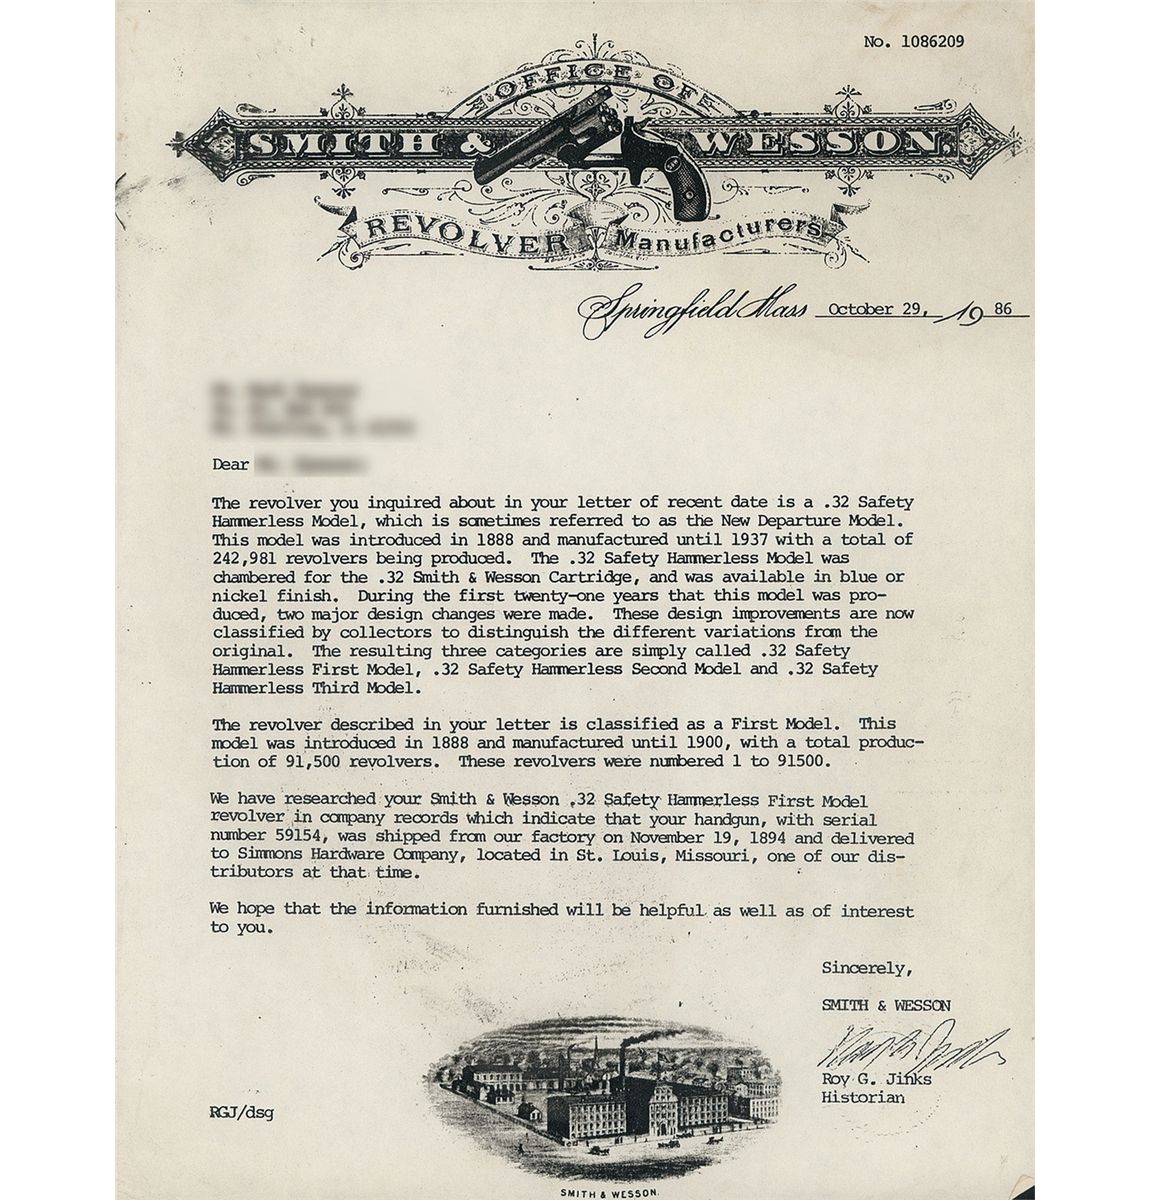 No. 1086209
OFFICE OF
SMITH & WESSON.
REVOLVER Manufacturers
Springfield Mass October 29, 1986
Dear
The revolver you inquired about in your letter of recent date is a .32 Safety
Hammerless Model, which is sometimes referred to as the New Departure Model.
This model was introduced in 1888 and manufactured until 1937 with a total of
242,981 revolvers being produced. The .32 Safety Hammerless Model was
chambered for the .32 Smith & Wesson Cartridge, and was available in blue or
nickel finish. During the first twenty-one years that this model was pro-
duced, two major design changes were made. These design improvements are now
classified by collectors to distinguish the different variations from the
original. The resulting three categories are simply called .32 Safety
Hammerless First Model, .32 Safety Hammerless Second Model and .32 Safety
Hammerless Third Model.
The revolver described in your letter is classified as a First Model. This
model was introduced in 1888 and manufactured until 1900, with a total produc-
tion of 91,500 revolvers. These revolvers were numbered 1 to 91500.
We have researched your Smith & Wesson .32 Safety Hammerless First Model
revolver in company records which indicate that your handgun, with serial
number 59154, was shipped from our factory on November 19, 1894 and delivered
to Simmons Hardware Company, located in St. Louis, Missouri, one of our dis-
tributors at that time.
We hope that the information furnished will be helpful as well as of interest
to you.
Sincerely,
SMITH & WESSON
Roy G. Jinks
Historian
RGJ/dsg
SMITH & WESSON.